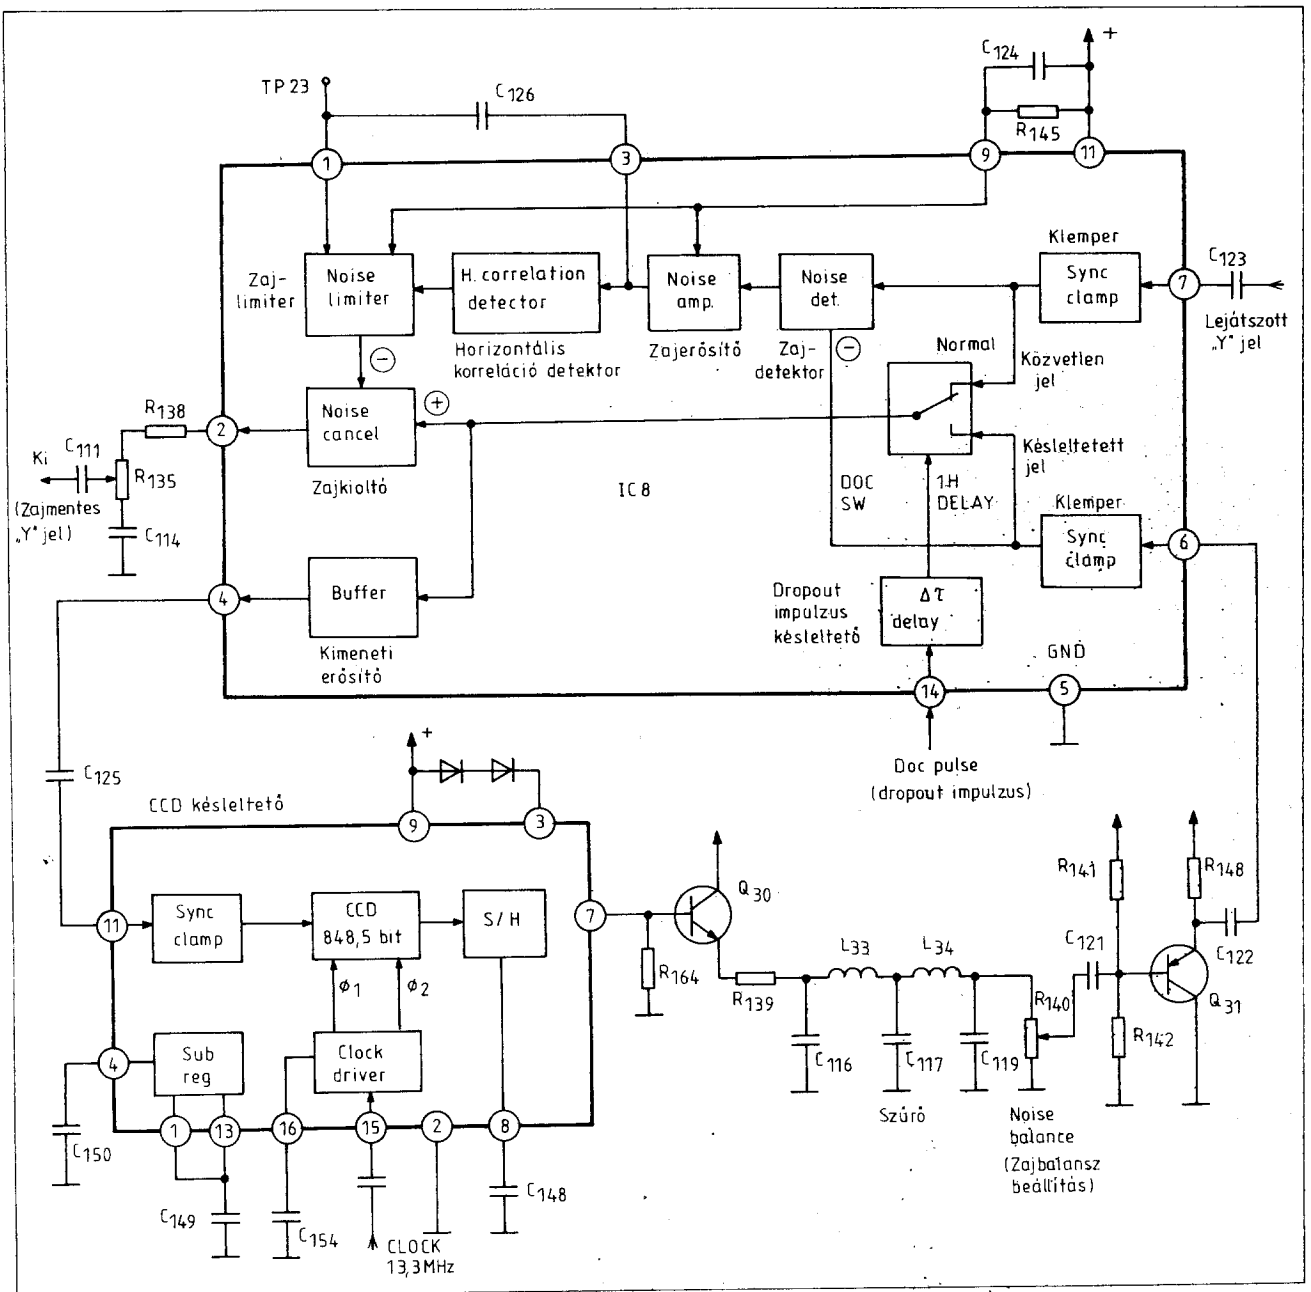 C124
+
TP 23
C126
R145
1
3
9
11
Klemper
C123
Zaj-
limiter
Noise
limiter
H. correlation
detector
Noise
amp.
Noise
det.
Sync
clamp
7
Lejátszott
„Y" jel
−
Horizontális
korreláció detektor
Zajerősítő
Zaj-
detektor
−
Normal
Közvetlen
jel
R138
2
Noise
cancel
+
C111
Ki
R135
Késleltetett
jel
(Zajmentes
„Y" jel)
C114
Zajkioltó
IC 8
DOC
SW
1H
DELAY
Klemper
Sync
clamp
6
4
Buffer
Dropout
impulzus
késleltető
Δτ
delay
Kimeneti
erősítő
GND
14
5
C125
+
Doc pulse
(dropout impulzus)
CCD késleltető
9
3
11
Sync
clamp
CCD
848,5 bit
S/H
7
Q30
R141
R148
R164
ø1
ø2
R139
L33
L34
C121
C122
Q31
R140
R142
4
Sub
reg
Clock
driver
C116
C117
C119
1
13
16
15
2
8
Szűrő
Noise
balance
(Zajbalansz
beállítás)
C150
C149
C154
C148
CLOCK
13,3MHz